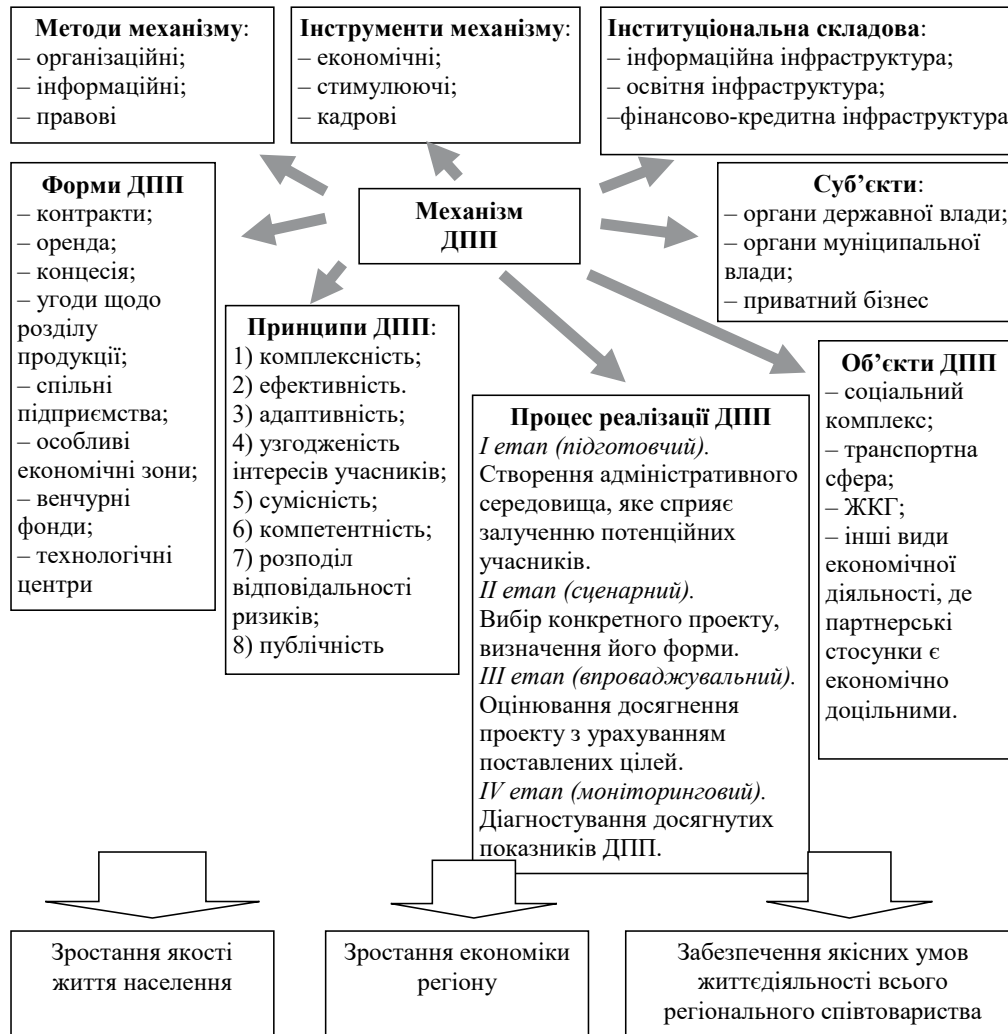 Методи механізму:
– організаційні;
– інформаційні;
– правові
Інструменти механізму:
– економічні;
– стимулюючі;
– кадрові
Інституціональна складова:
– інформаційна інфраструктура;
– освітня інфраструктура;
–фінансово-кредитна інфраструктура
Форми ДПП
– контракти;
– оренда;
– концесія;
– угоди щодо
розділу
продукції;
– спільні
підприємства;
– особливі
економічні зони;
– венчурні
фонди;
– технологічні
центри
Механізм
ДПП
Суб’єкти:
– органи державної влади;
– органи муніципальної
влади;
– приватний бізнес
Принципи ДПП:
1) комплексність;
2) ефективність.
3) адаптивність;
4) узгодженість
інтересів учасників;
5) сумісність;
6) компетентність;
7) розподіл
відповідальності
ризиків;
8) публічність
Процес реалізації ДПП
I етап (підготовчий).
Створення адміністративного
середовища, яке сприяє
залученню потенційних
учасників.
II етап (сценарний).
Вибір конкретного проекту,
визначення його форми.
III етап (впроваджувальний).
Оцінювання досягнення
проекту з урахуванням
поставлених цілей.
IV етап (моніторинговий).
Діагностування досягнутих
показників ДПП.
Об’єкти ДПП
– соціальний
комплекс;
– транспортна
сфера;
– ЖКГ;
– інші види
економічної
діяльності, де
партнерські
стосунки є
економічно
доцільними.
Зростання якості
життя населення
Зростання економіки
регіону
Забезпечення якісних умов
життєдіяльності всього
регіонального співтовариства